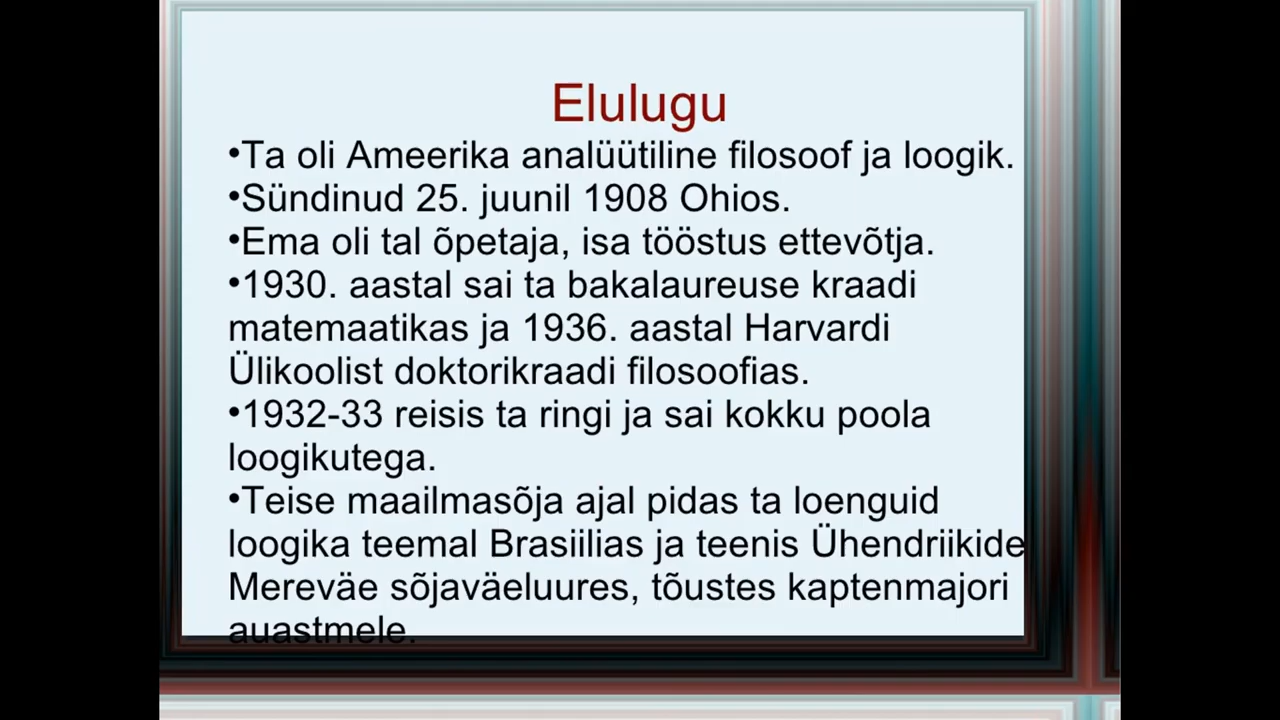 Elulugu
•Ta oli Ameerika analüütiline filosoof ja loogik.
•Sündinud 25. juunil 1908 Ohios.
•Ema oli tal õpetaja, isa tööstus ettevõtja.
•1930. aastal sai ta bakalaureuse kraadi
matemaatikas ja 1936. aastal Harvardi
Ülikoolist doktorikraadi filosoofias.
•1932-33 reisis ta ringi ja sai kokku poola
loogikutega.
•Teise maailmasõja ajal pidas ta loenguid
loogika teemal Brasiilias ja teenis Ühendriikide
Mereväe sõjaväeluures, tõustes kaptenmajori
auastmele.